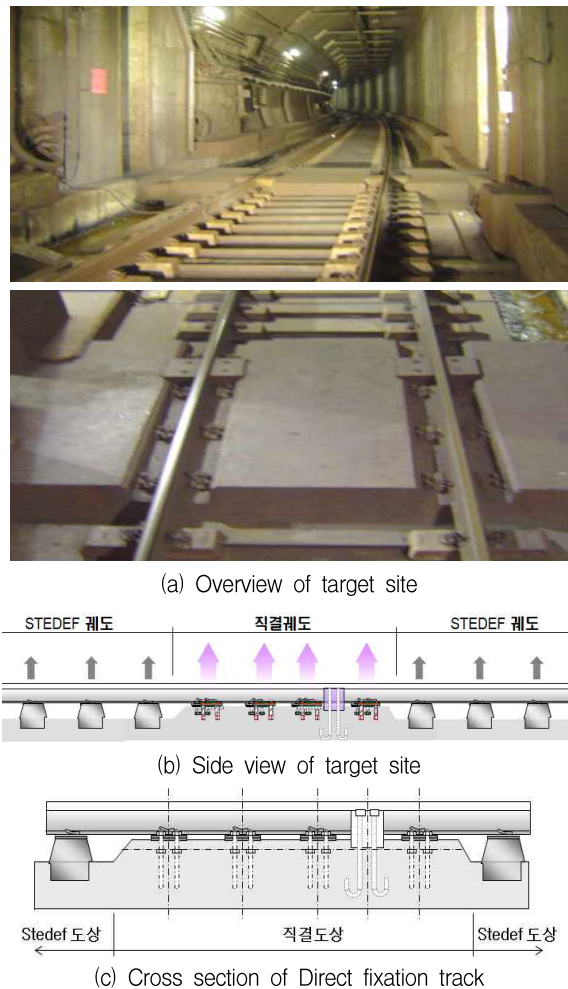 (a) Overview of target site
STEDEF 궤도
직결궤도
STEDEF 궤도
(b) Side view of target site
Stedef 도상
직결도상
Stedef 도상
(c) Cross section of Direct fixation track